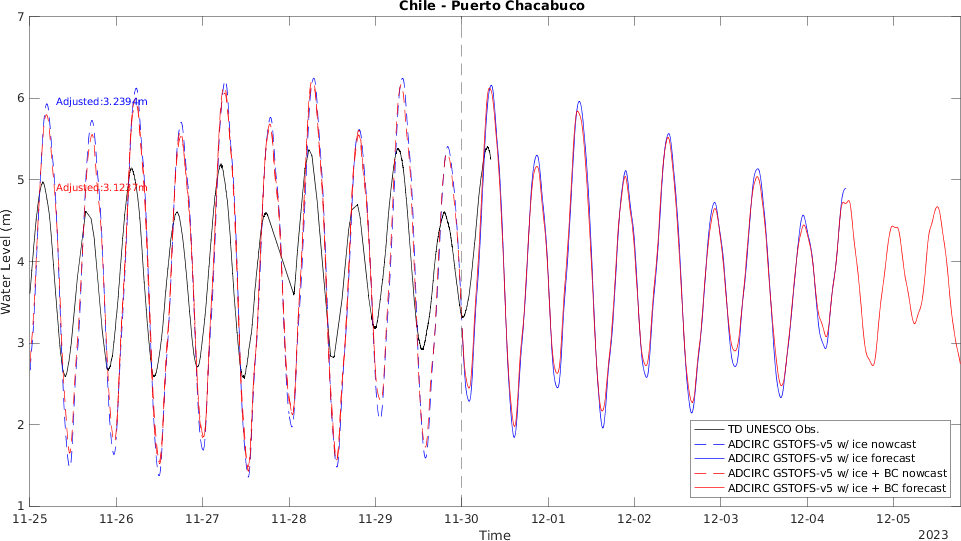 Chile - Puerto Chacabuco
7
6
5
4
3
2
1
Water Level (m)
Adjusted:3.2394m
Adjusted:3.1237m
TD UNESCO Obs.
ADCIRC GSTOFS-v5 w/ ice nowcast
ADCIRC GSTOFS-v5 w/ ice forecast
ADCIRC GSTOFS-v5 w/ ice + BC nowcast
ADCIRC GSTOFS-v5 w/ ice + BC forecast
11-25 11-26 11-27 11-28 11-29 11-30 12-01 12-02 12-03 12-04 12-05
Time
2023